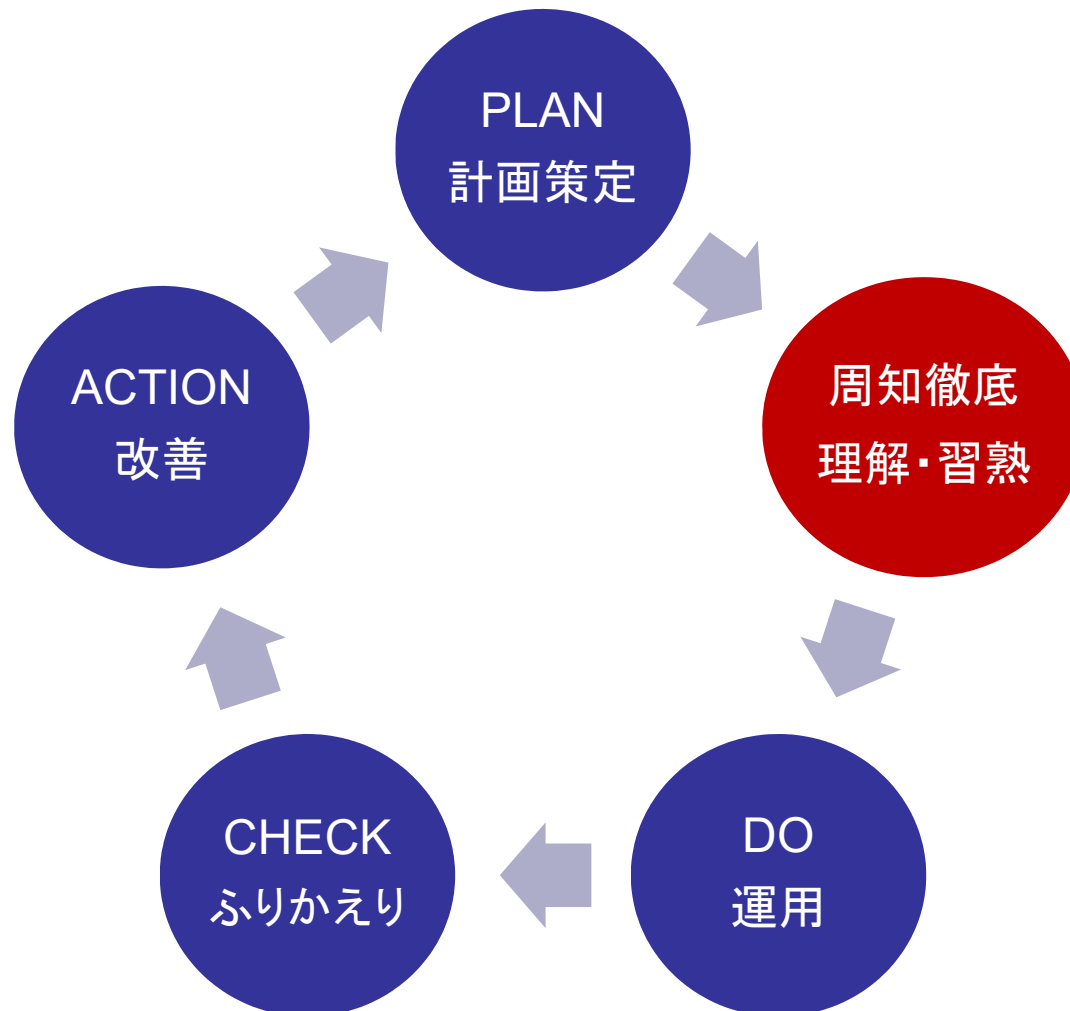 PLAN
計画策定
周知徹底
理解・習熟
DO
運用
CHECK
ふりかえり
ACTION
改善